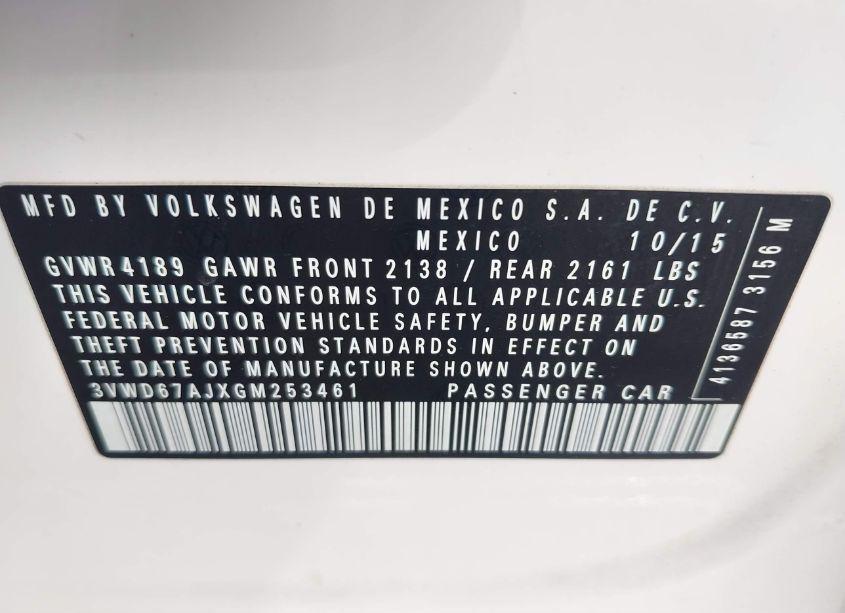 MFD BY VOLKSWAGEN DE MEXICO S.A. DE C.V.
MEXICO 10/15
GVWR 4189 GAWR FRONT 2138 / REAR 2161 LBS
THIS VEHICLE CONFORMS TO ALL APPLICABLE U.S.
FEDERAL MOTOR VEHICLE SAFETY, BUMPER AND
THEFT PREVENTION STANDARDS IN EFFECT ON
THE DATE OF MANUFACTURE SHOWN ABOVE.
3VWD67AJXGM253461 PASSENGER CAR
4136587 3156 M